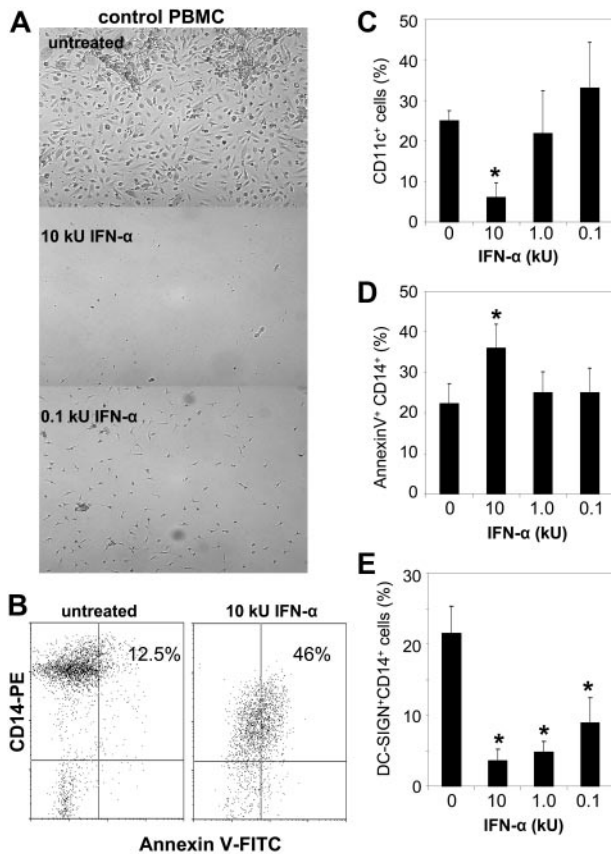 A
control PBMC
untreated
10 kU IFN-α
0.1 kU IFN-α
B
untreated
10 kU IFN-α
12.5%
46%
CD14-PE
Annexin V-FITC
C
CD11c⁺ cells (%)
50
40
30
20
10
0
*
0 10 1.0 0.1
IFN-α (kU)
D
AnnexinV⁺ CD14⁺ (%)
50
40
30
20
10
0
*
0 10 1.0 0.1
IFN-α (kU)
E
DC-SIGN⁺CD14⁺ cells (%)
30
20
10
0
* * *
0 10 1.0 0.1
IFN-α (kU)